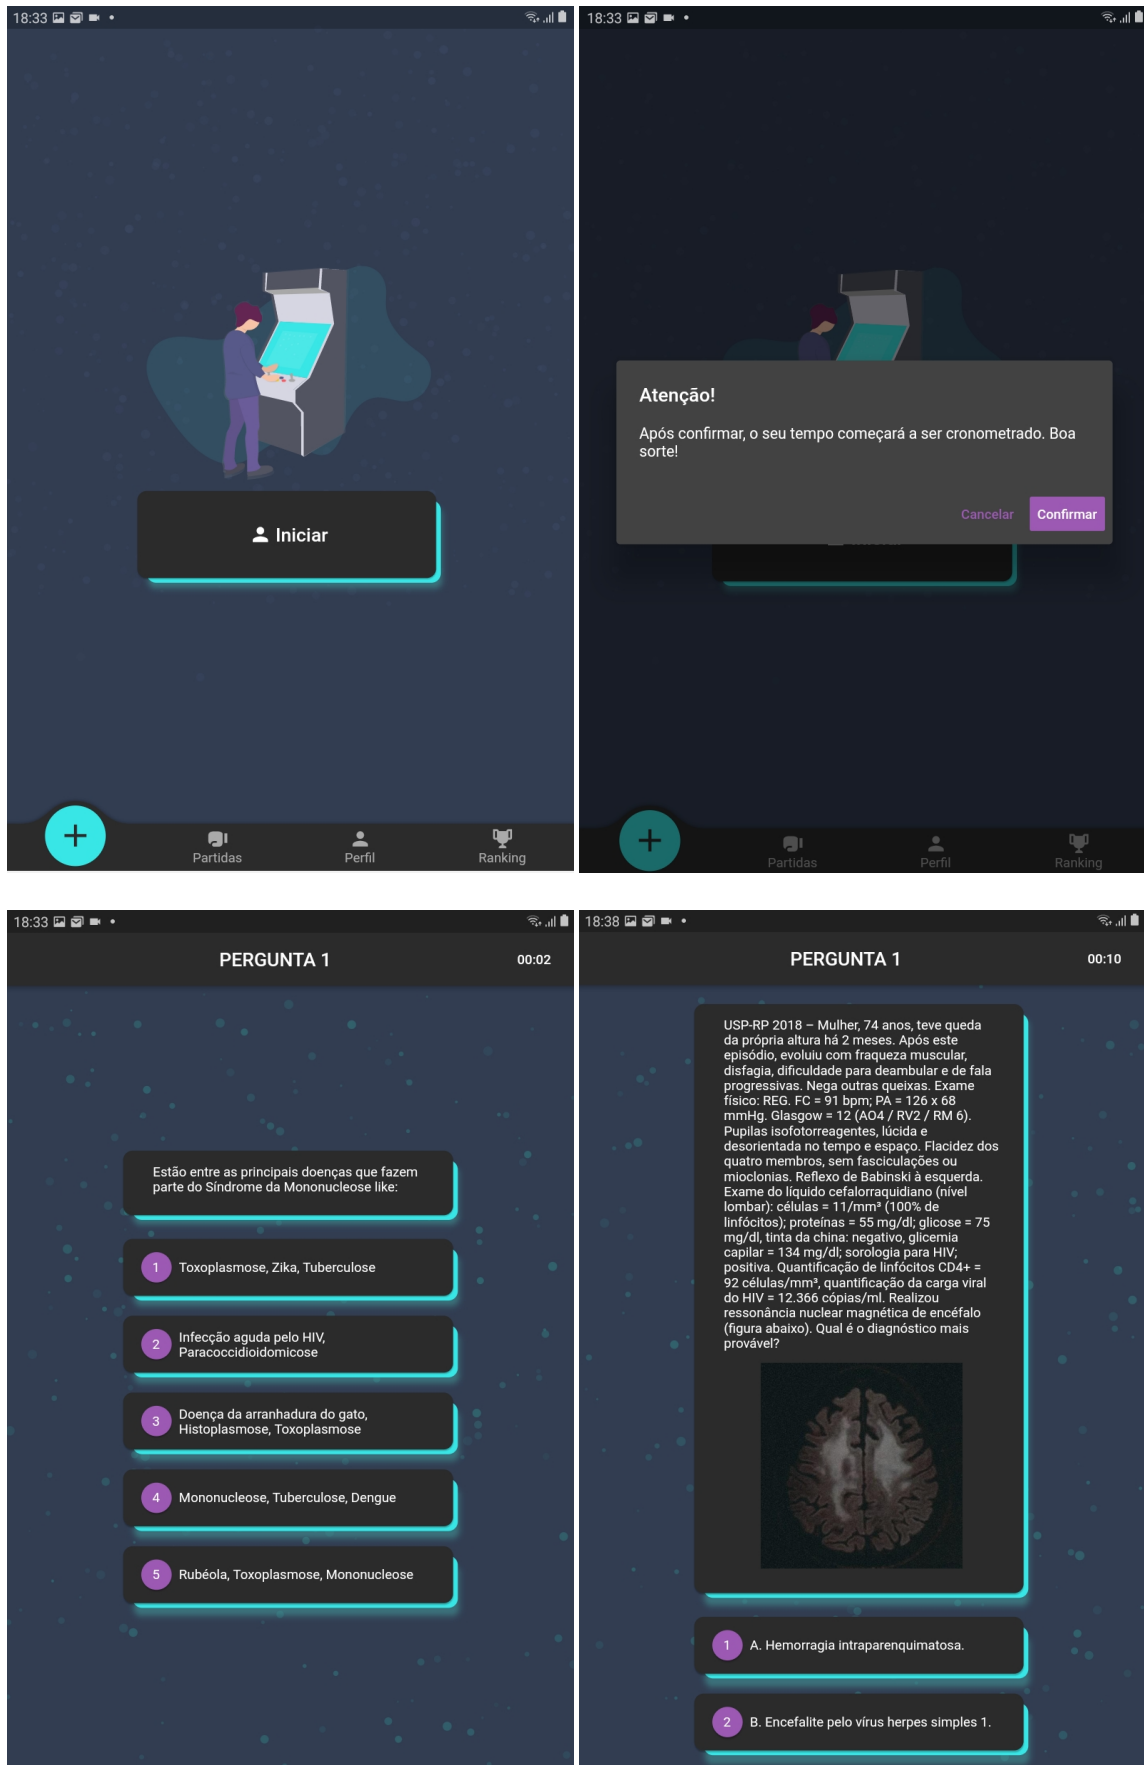 18:33
Iniciar
Partidas
Perfil
Ranking
18:33
Atenção!
Após confirmar, o seu tempo começará a ser cronometrado. Boa
sorte!
Cancelar
Confirmar
Partidas
Perfil
Ranking
18:33
PERGUNTA 1
00:02
Estão entre as principais doenças que fazem
parte do Síndrome da Mononucleose like:
1 Toxoplasmose, Zika, Tuberculose
2 Infecção aguda pelo HIV,
Paracoccidioidomicose
3 Doença da arranhadura do gato,
Histoplasmose, Toxoplasmose
4 Mononucleose, Tuberculose, Dengue
5 Rubéola, Toxoplasmose, Mononucleose
18:38
PERGUNTA 1
00:10
USP-RP 2018 – Mulher, 74 anos, teve queda
da própria altura há 2 meses. Após este
episódio, evoluiu com fraqueza muscular,
disfagia, dificuldade para deambular e de fala
progressivas. Nega outras queixas. Exame
físico: REG. FC = 91 bpm; PA = 126 x 68
mmHg. Glasgow = 12 (AO4 / RV2 / RM 6).
Pupilas isofotorreagentes, lúcida e
desorientada no tempo e espaço. Flacidez dos
quatro membros, sem fasciculações ou
mioclonias. Reflexo de Babinski à esquerda.
Exame do líquido cefalorraquidiano (nível
lombar): células = 11/mm³ (100% de
linfócitos); proteínas = 55 mg/dl; glicose = 75
mg/dl, tinta da china: negativo, glicemia
capilar = 134 mg/dl; sorologia para HIV;
positiva. Quantificação de linfócitos CD4+ =
92 células/mm³, quantificação da carga viral
do HIV = 12.366 cópias/ml. Realizou
ressonância nuclear magnética de encéfalo
(figura abaixo). Qual é o diagnóstico mais
provável?
1 A. Hemorragia intraparenquimatosa.
2 B. Encefalite pelo vírus herpes simples 1.